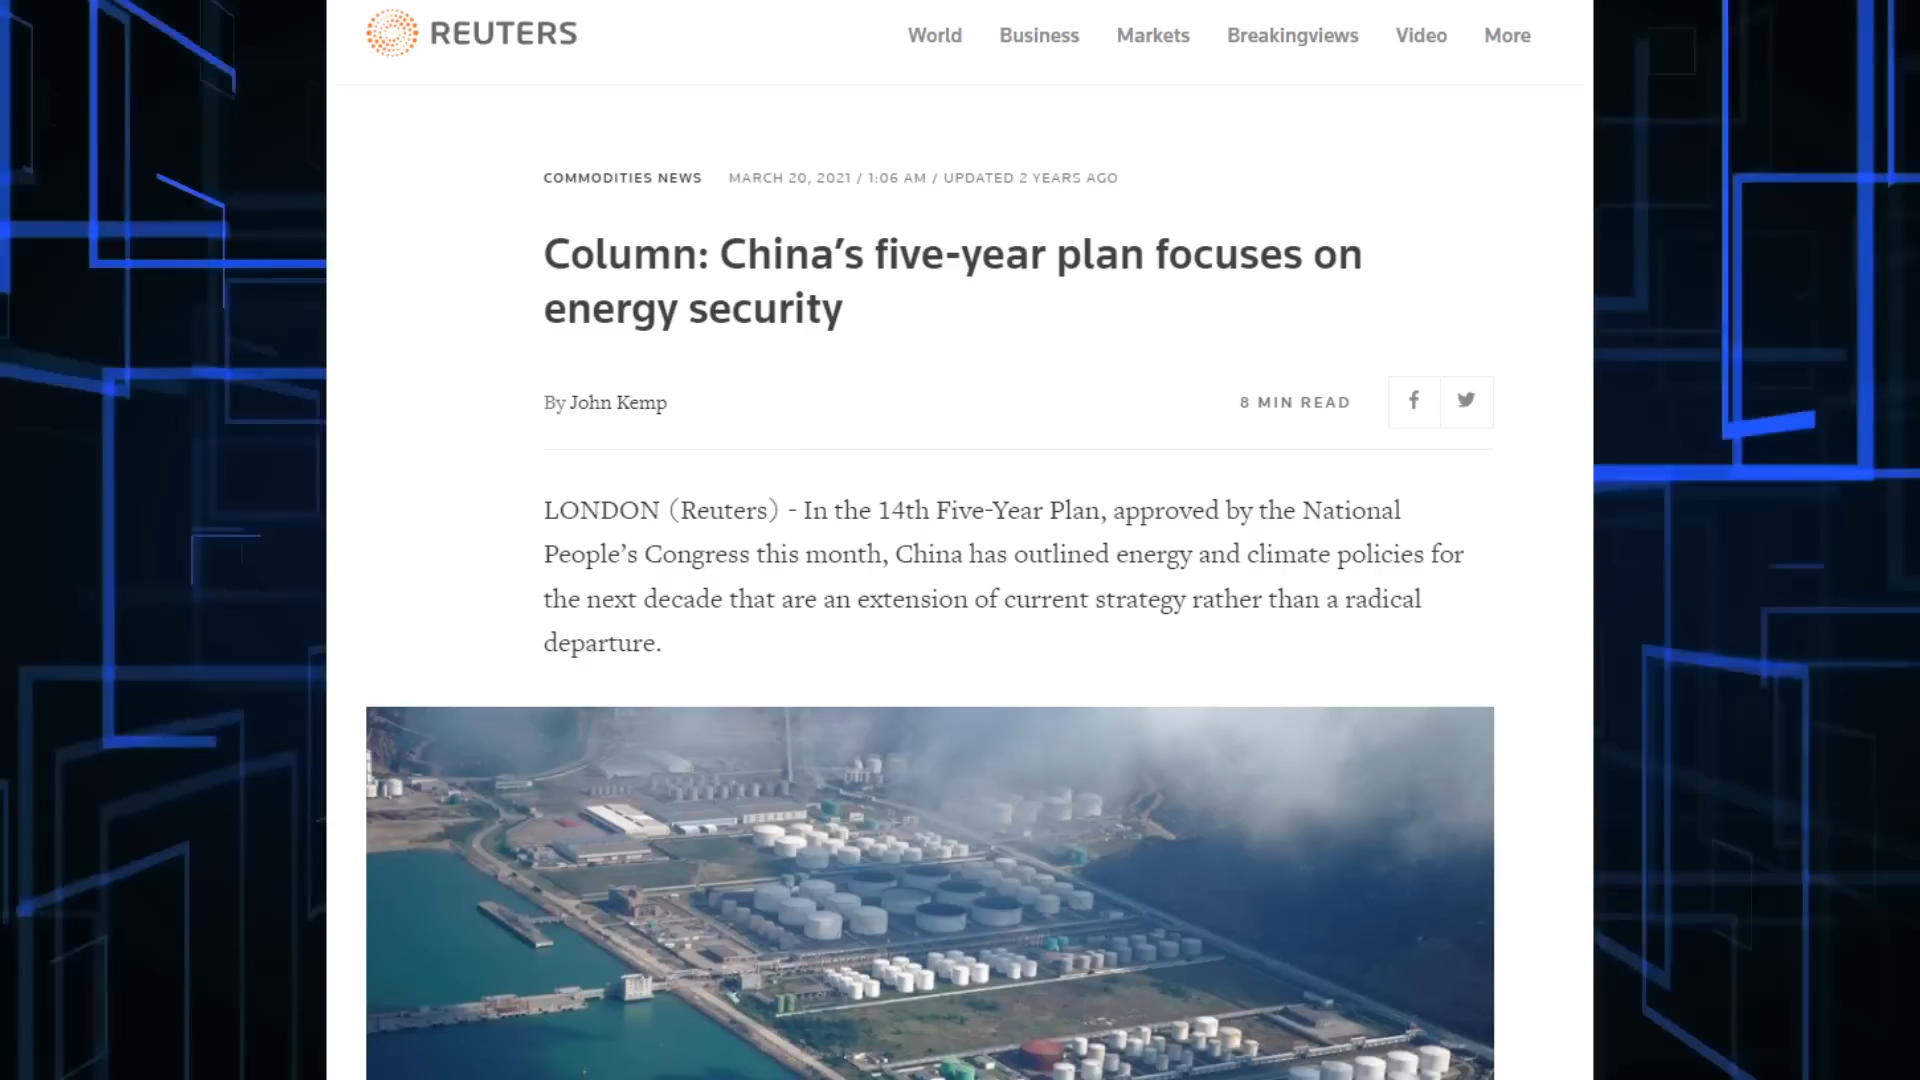 REUTERS
World Business Markets Breakingviews Video More
COMMODITIES NEWS MARCH 20, 2021 / 1:06 AM / UPDATED 2 YEARS AGO
Column: China’s five-year plan focuses on
energy security
By John Kemp
8 MIN READ
LONDON (Reuters) - In the 14th Five-Year Plan, approved by the National
People’s Congress this month, China has outlined energy and climate policies for
the next decade that are an extension of current strategy rather than a radical
departure.